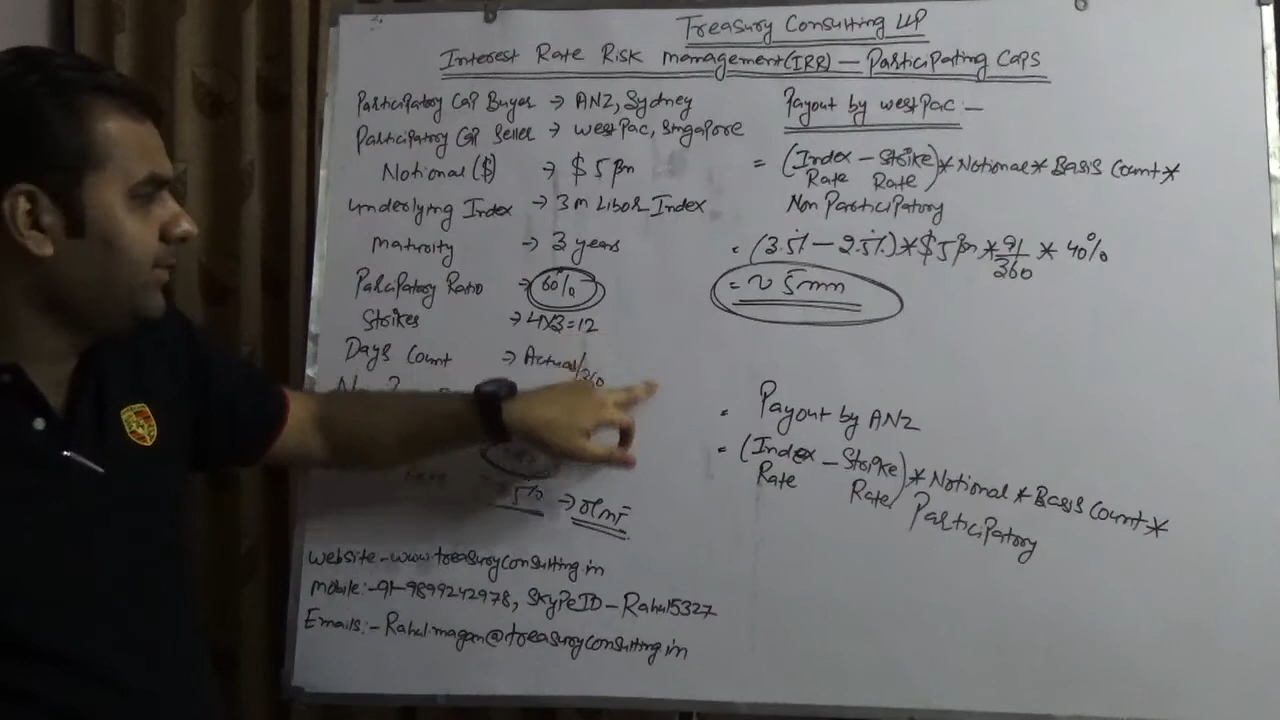 Treasury Consulting LLP
Interest Rate Risk Management (IRR) – Participating Caps
Participatory Cap Buyer → ANZ, Sydney
Participatory Cap Seller → Westpac, Singapore
Notional ($) → $ 5 Bn
Underlying Index → 3m Libor Index
Maturity → 3 years
Paticipatory Ratio → 60%
Strikes → 4x3=12
Days Count → Actual/360
5% → OTMF
Website-www.treasuryconsulting.in
Mobile:-91-9899242978, SkypeID-Rahul5327
Emails:-Rahul.magan@treasuryconsulting.in
Payout by westpac:-
= (Index - Strike) * Notional * Basis Count *
Rate Rate
Non Participatory
= (3.5% - 2.5%) * $ 5 Bn * 91/360 * 40%
= ~ 5mn
= Payout by ANZ
= (Index - Strike) * Notional * Basis Count *
Rate Rate Participatory